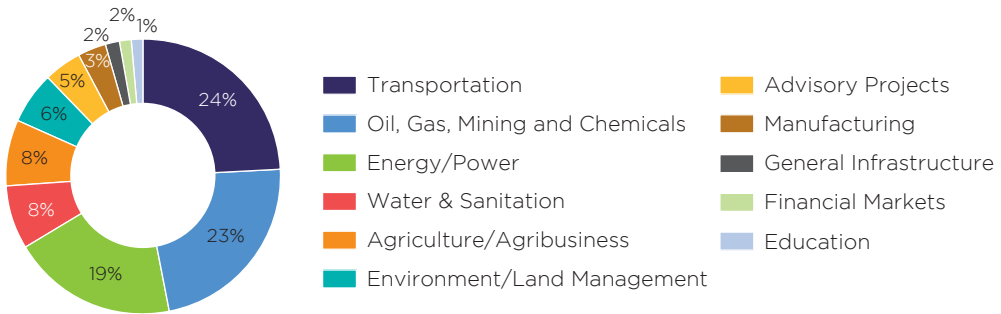 2%
1%
2%
3%
5%
6%
8%
8%
19%
23%
24%
Transportation
Oil, Gas, Mining and Chemicals
Energy/Power
Water & Sanitation
Agriculture/Agribusiness
Environment/Land Management
Advisory Projects
Manufacturing
General Infrastructure
Financial Markets
Education